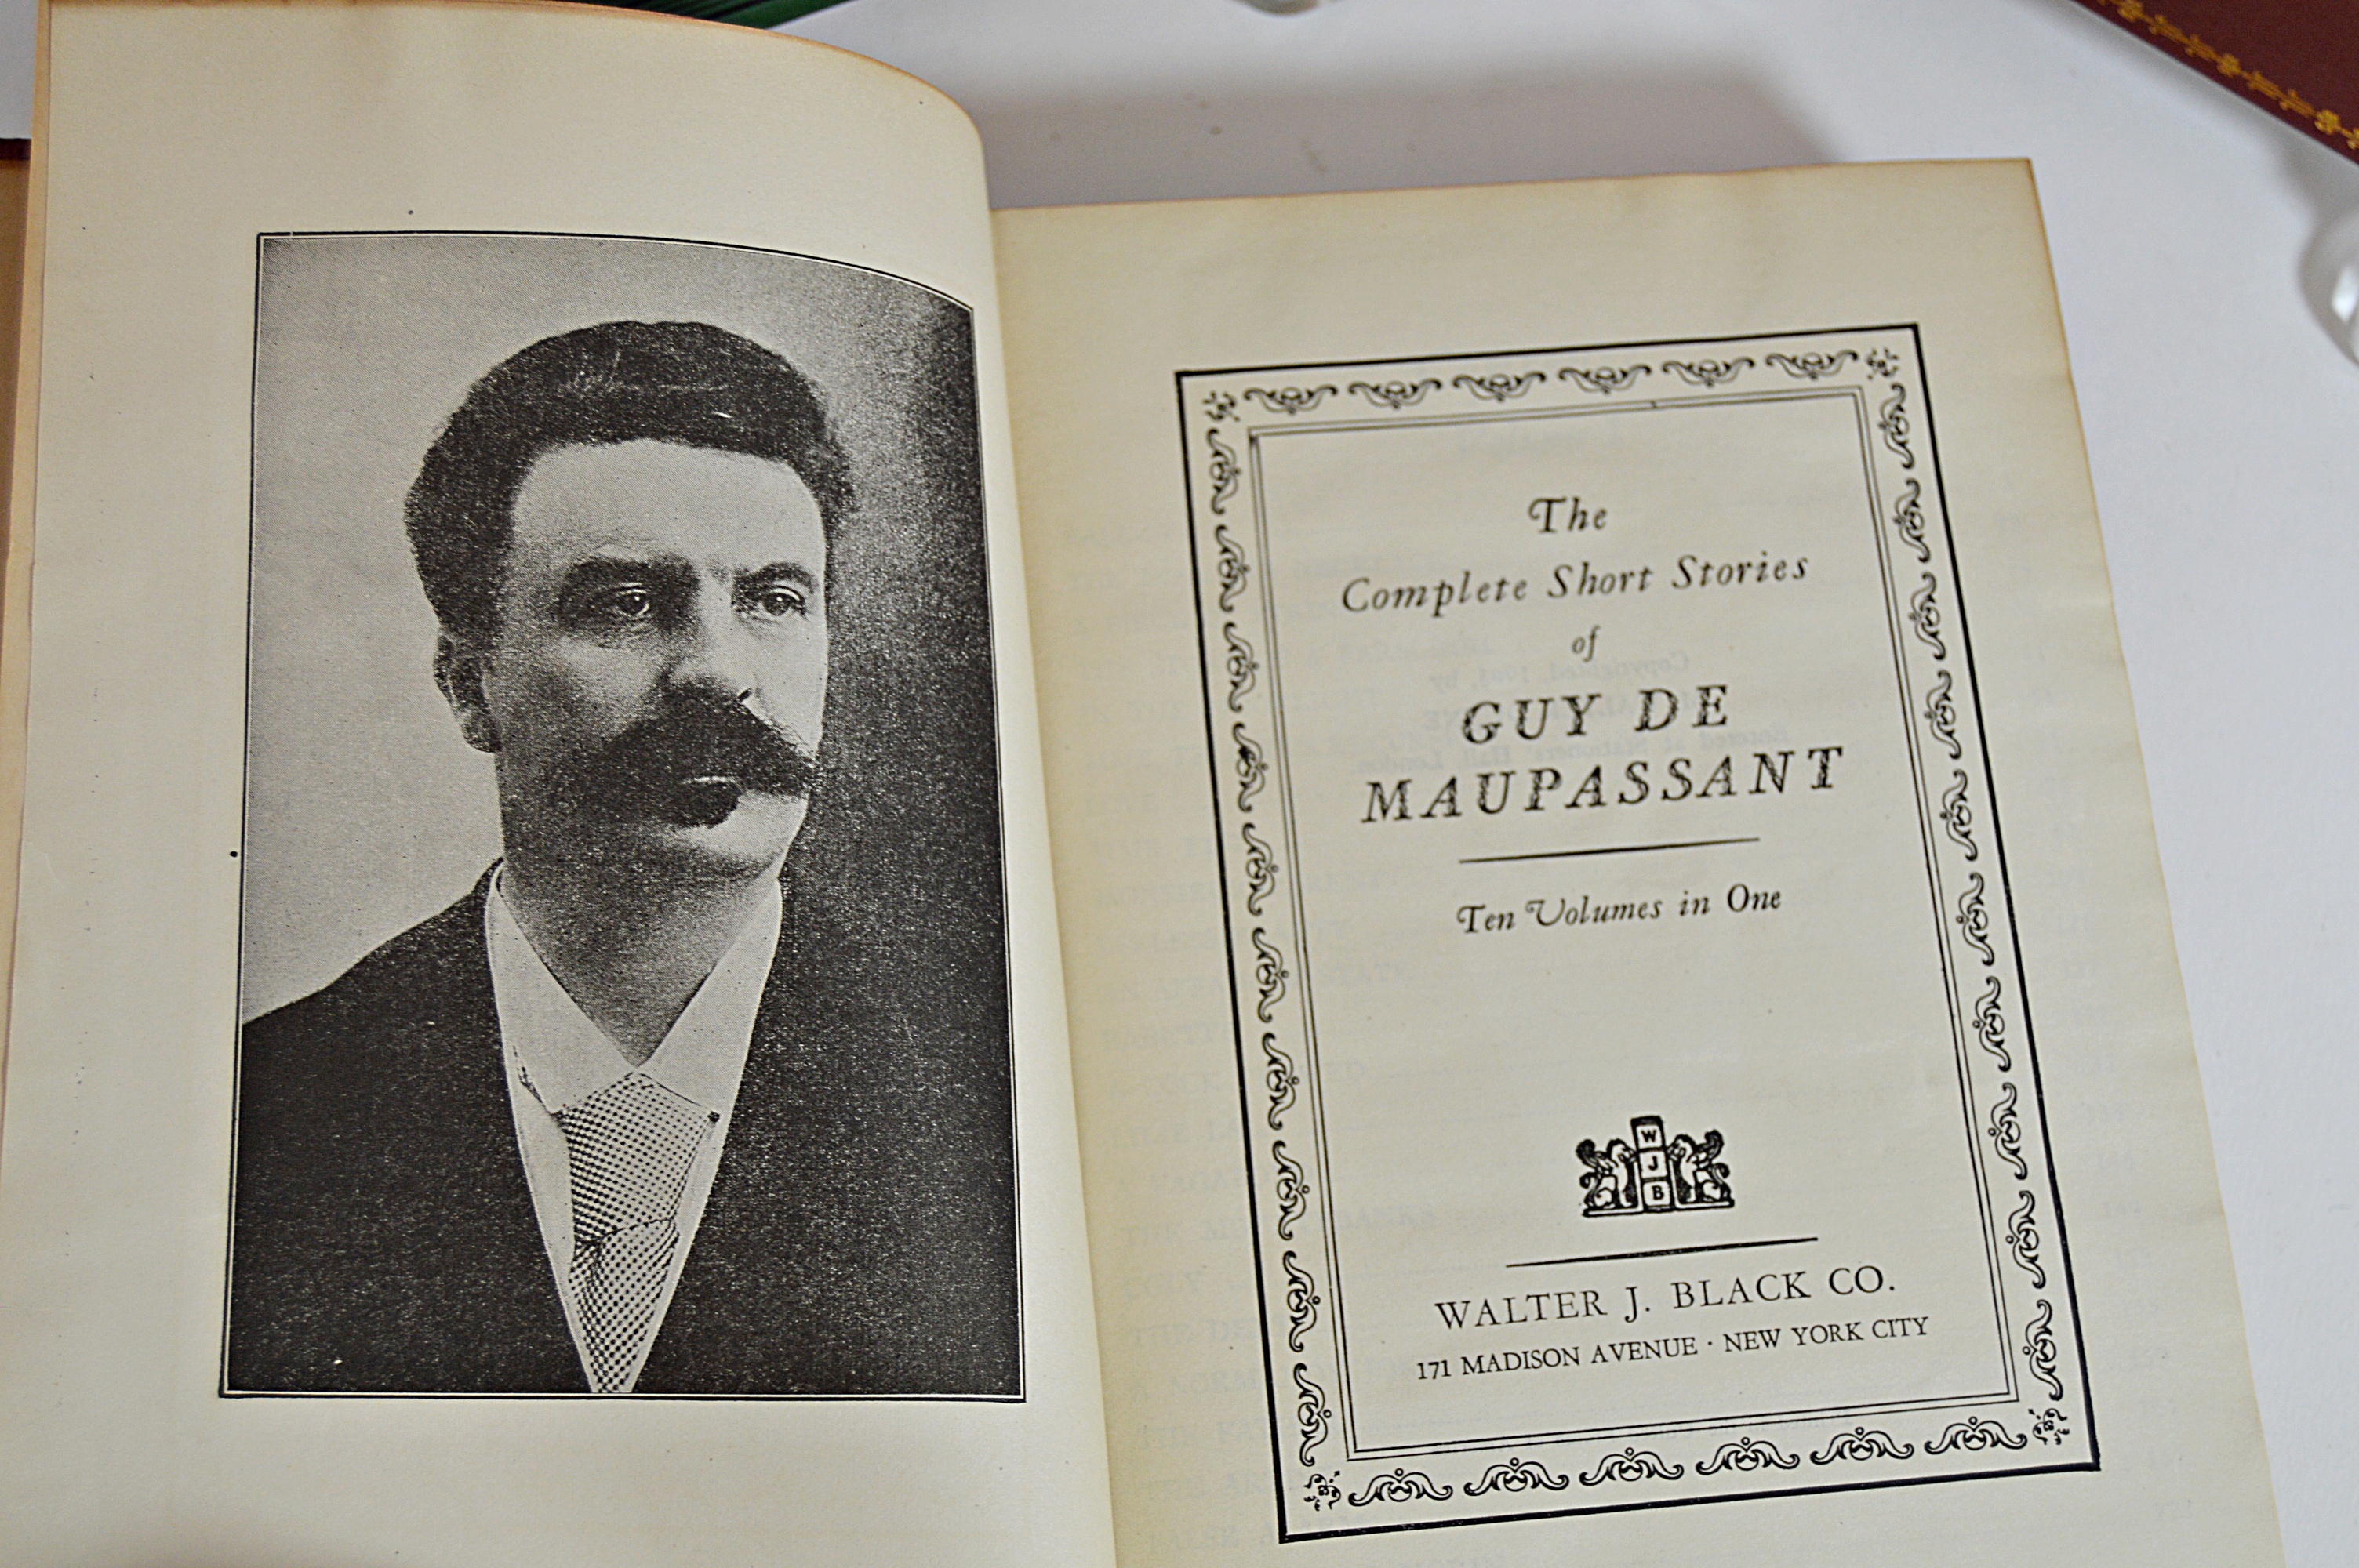 The
Complete Short Stories
of
GUY DE
MAUPASSANT
Ten Volumes in One
W
J
B
WALTER J. BLACK CO.
171 MADISON AVENUE · NEW YORK CITY